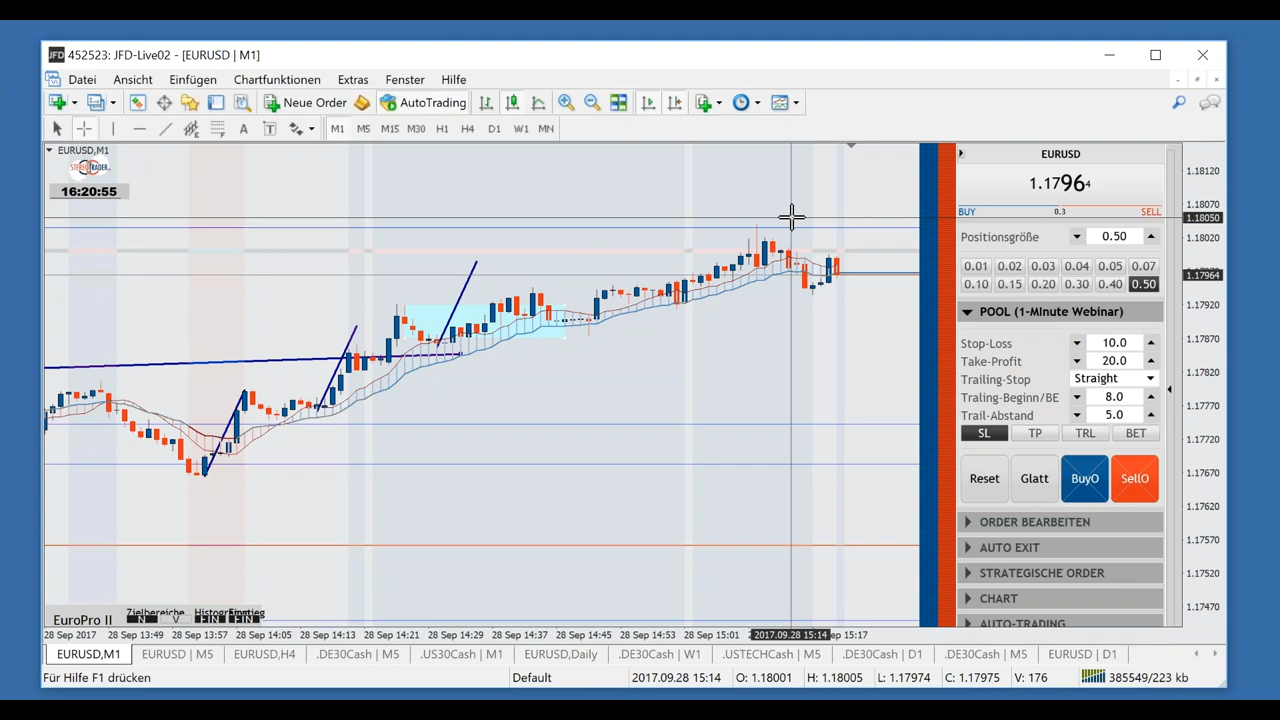 452523: JFD-Live02 - [EURUSD | M1]
Datei Ansicht Einfügen Chartfunktionen Extras Fenster Hilfe
Neue Order AutoTrading
A T M1 M5 M15 M30 H1 H4 D1 W1 MN
EURUSD,M1
STEREOTRADER
16:20:55
EURUSD
1.17964
BUY 0.3 SELL
Positionsgröße 0.50
0.01 0.02 0.03 0.04 0.05 0.07
0.10 0.15 0.20 0.30 0.40 0.50
POOL (1-Minute Webinar)
Stop-Loss 10.0
Take-Profit 20.0
Trailing-Stop Straight
Traling-Beginn/BE 8.0
Trail-Abstand 5.0
SL TP TRL BET
Reset Glatt BuyO SellO
ORDER BEARBEITEN
AUTO EXIT
STRATEGISCHE ORDER
CHART
AUTO-TRADING
1.18120
1.18070
1.18050
1.18020
1.17964
1.17920
1.17870
1.17820
1.17770
1.17720
1.17670
1.17620
1.17570
1.17520
1.17470
EuroPro II Zielbereiche
N V EIN EIN
28 Sep 2017 28 Sep 13:49 28 Sep 13:57 28 Sep 14:05 28 Sep 14:13 28 Sep 14:21 28 Sep 14:29 28 Sep 14:37 28 Sep 14:45 28 Sep 14:53 28 Sep 15:01 2017.09.28 15:14 15:17
EURUSD,M1 EURUSD | M5 EURUSD,H4 .DE30Cash | M5 .US30Cash | M1 EURUSD,Daily .DE30Cash | W1 .USTECHCash | M5 .DE30Cash | D1 .DE30Cash | M5 EURUSD | D1
Für Hilfe F1 drücken Default 2017.09.28 15:14 O: 1.18001 H: 1.18005 L: 1.17974 C: 1.17975 V: 176 385549/223 kb